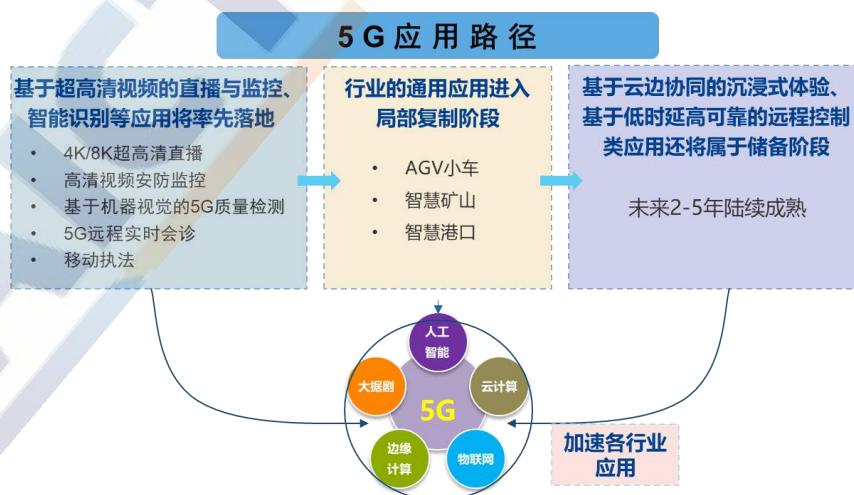 5G应用路径
基于超高清视频的直播与监控、
智能识别等应用将率先落地
• 4K/8K超高清直播
• 高清视频安防监控
• 基于机器视觉的5G质量检测
• 5G远程实时会诊
• 移动执法
行业的通用应用进入
局部复制阶段
• AGV小车
• 智慧矿山
• 智慧港口
基于云边协同的沉浸式体验、
基于低时延高可靠的远程控制
类应用还将属于储备阶段
未来2-5年陆续成熟
人工
智能
大据剧
云计算
5G
边缘
计算
物联网
加速各行业
应用